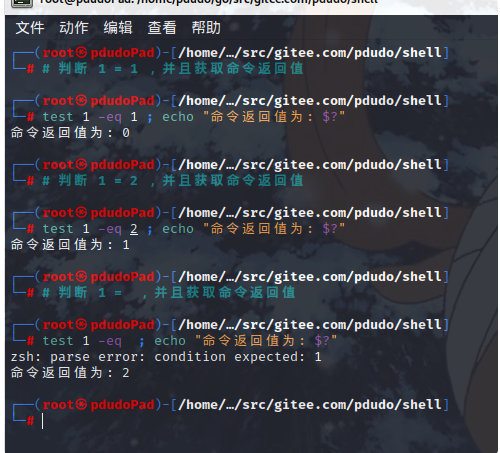 root@pdudoPad: /home/pdudo/go/src/gitee.com/pdudo/shell
文件 动作 编辑 查看 帮助
┌──(root㉿pdudoPad)-[/home/…/src/gitee.com/pdudo/shell]
└─# # 判断 1 = 1 ，并且获取命令返回值
┌──(root㉿pdudoPad)-[/home/…/src/gitee.com/pdudo/shell]
└─# test 1 -eq 1 ; echo "命令返回值为: $?"
命令返回值为: 0
┌──(root㉿pdudoPad)-[/home/…/src/gitee.com/pdudo/shell]
└─# # 判断 1 = 2 ，并且获取命令返回值
┌──(root㉿pdudoPad)-[/home/…/src/gitee.com/pdudo/shell]
└─# test 1 -eq 2 ; echo "命令返回值为: $?"
命令返回值为: 1
┌──(root㉿pdudoPad)-[/home/…/src/gitee.com/pdudo/shell]
└─# # 判断 1 =  ，并且获取命令返回值
┌──(root㉿pdudoPad)-[/home/…/src/gitee.com/pdudo/shell]
└─# test 1 -eq  ; echo "命令返回值为: $?"
zsh: parse error: condition expected: 1
命令返回值为: 2
┌──(root㉿pdudoPad)-[/home/…/src/gitee.com/pdudo/shell]
└─#